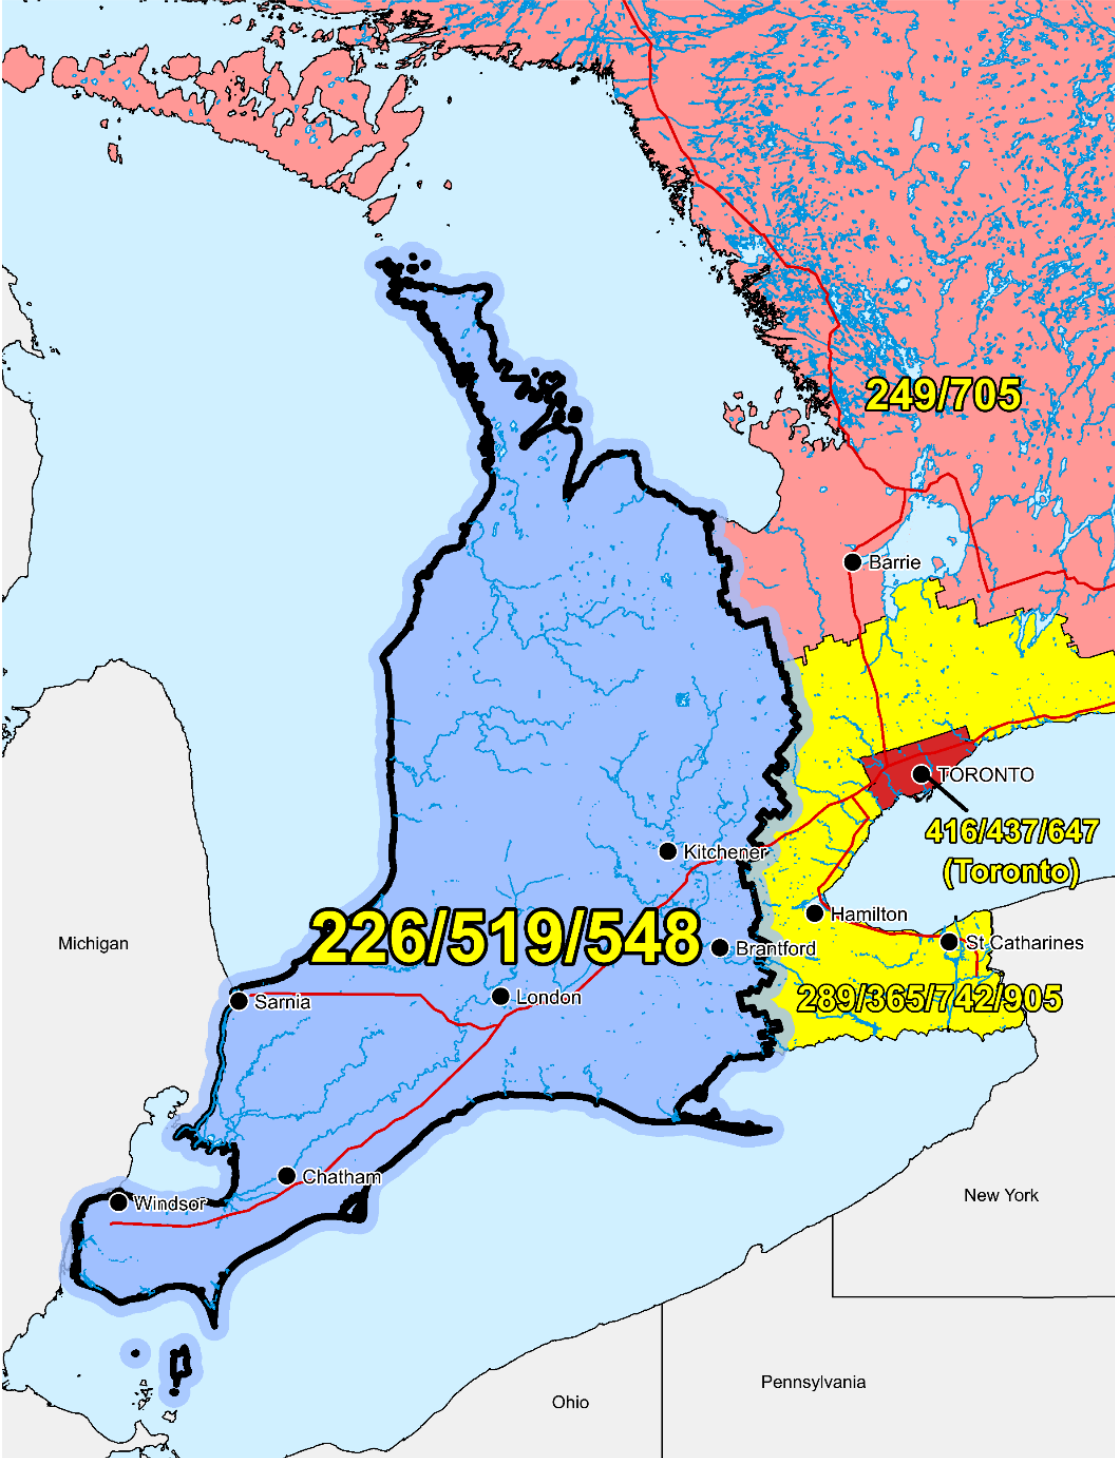 249/705
Barrie
TORONTO
416/437/647
(Toronto)
Kitchener
Hamilton
226/519/548
Brantford
St Catharines
Michigan
Sarnia
London
289/365/742/905
Chatham
Windsor
New York
Pennsylvania
Ohio